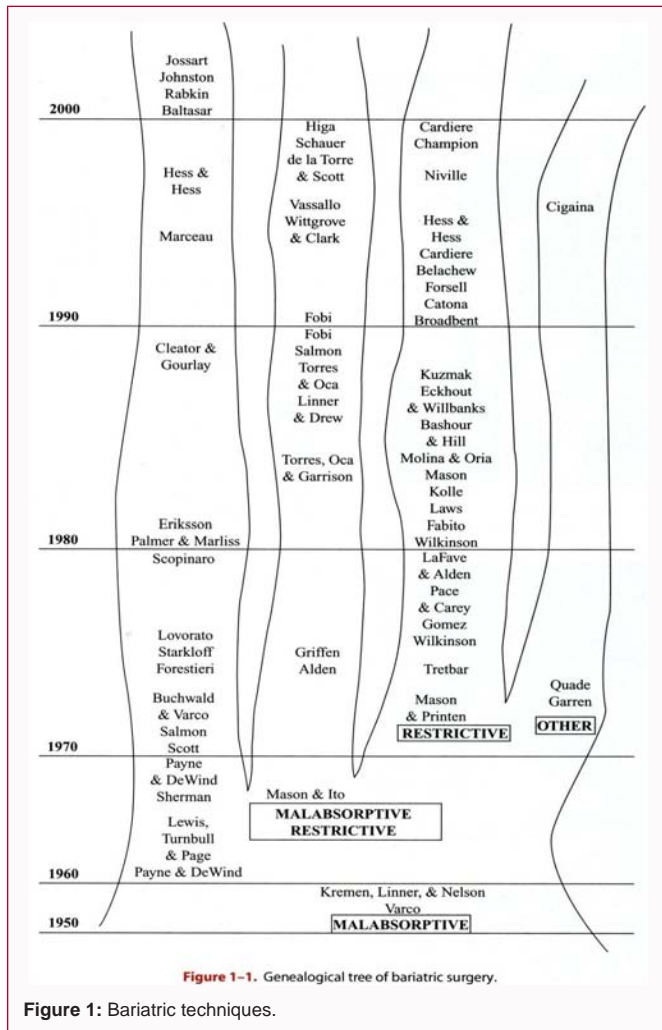 Jossart
Johnston
Rabkin
Baltasar
2000
Higa
Schauer
de la Torre
& Scott
Cardiere
Champion
Hess &
Hess
Niville
Vassallo
Wittgrove
& Clark
Cigaina
Marceau
Hess &
Hess
Cardiere
Belachew
Forsell
Catona
Broadbent
Fobi
1990
Cleator &
Gourlay
Fobi
Salmon
Torres
& Oca
Linner
& Drew
Kuzmak
Eckhout
& Willbanks
Bashour
& Hill
Molina & Oria
Mason
Kolle
Laws
Fabito
Wilkinson
Torres, Oca
& Garrison
Eriksson
Palmer & Marliss
1980
Scopinaro
LaFave
& Alden
Pace
& Carey
Gomez
Wilkinson
Lovorato
Starkloff
Forestieri
Griffen
Alden
Tretbar
Quade
Garren
OTHER
Buchwald
& Varco
Salmon
Scott
Mason
& Printen
RESTRICTIVE
1970
Payne
& DeWind
Sherman
Mason & Ito
MALABSORPTIVE
RESTRICTIVE
Lewis,
Turnbull
& Page
Payne & DeWind
1960
Kremen, Linner, & Nelson
Varco
MALABSORPTIVE
1950
Figure 1–1. Genealogical tree of bariatric surgery.
Figure 1: Bariatric techniques.